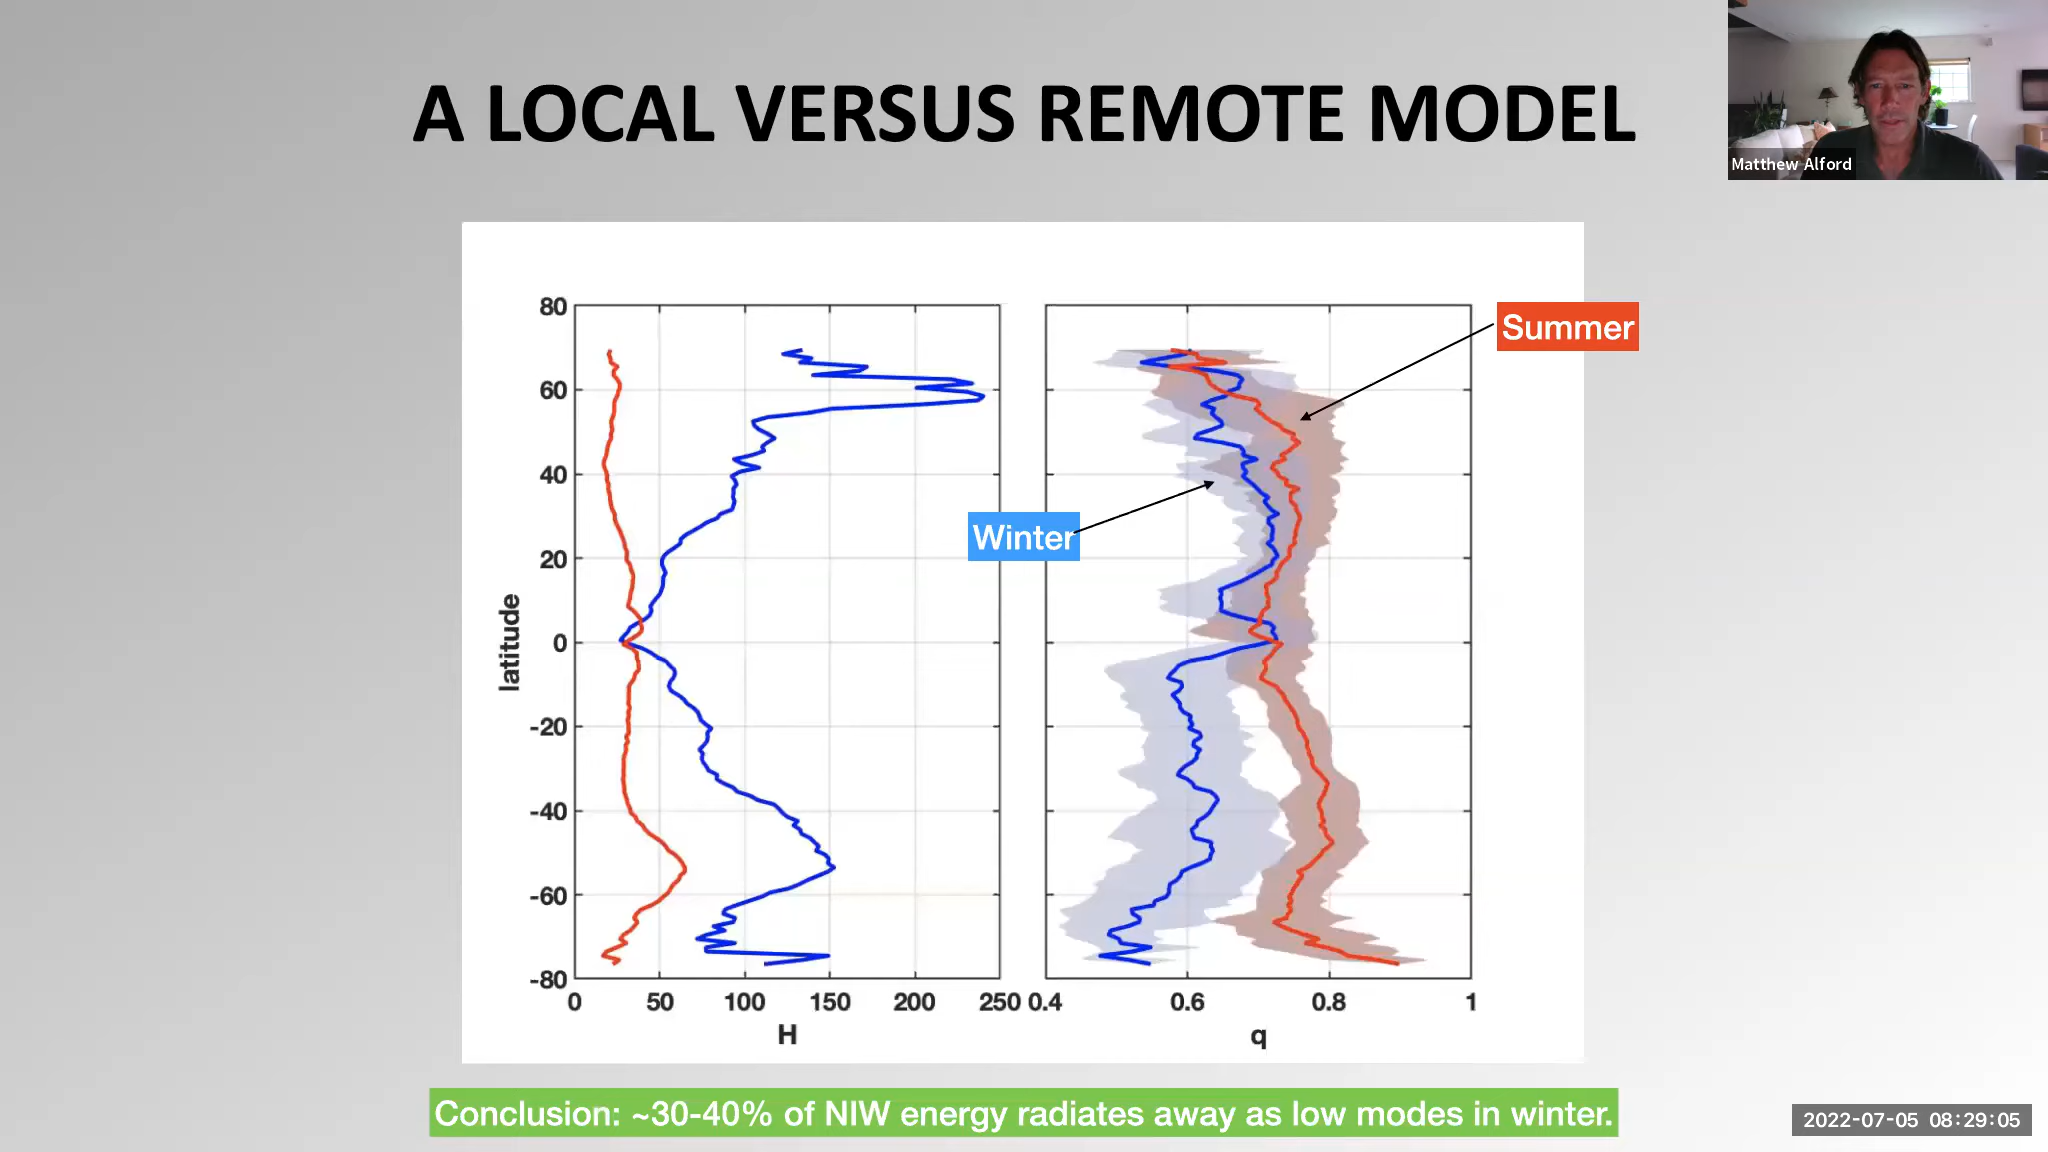 A LOCAL VERSUS REMOTE MODEL
Matthew Alford
80
60
40
20
0
-20
-40
-60
-80
latitude
0 50 100 150 200 250
H
Winter
Summer
0.4 0.6 0.8 1
q
Conclusion: ~30-40% of NIW energy radiates away as low modes in winter.
2022-07-05 08:29:05